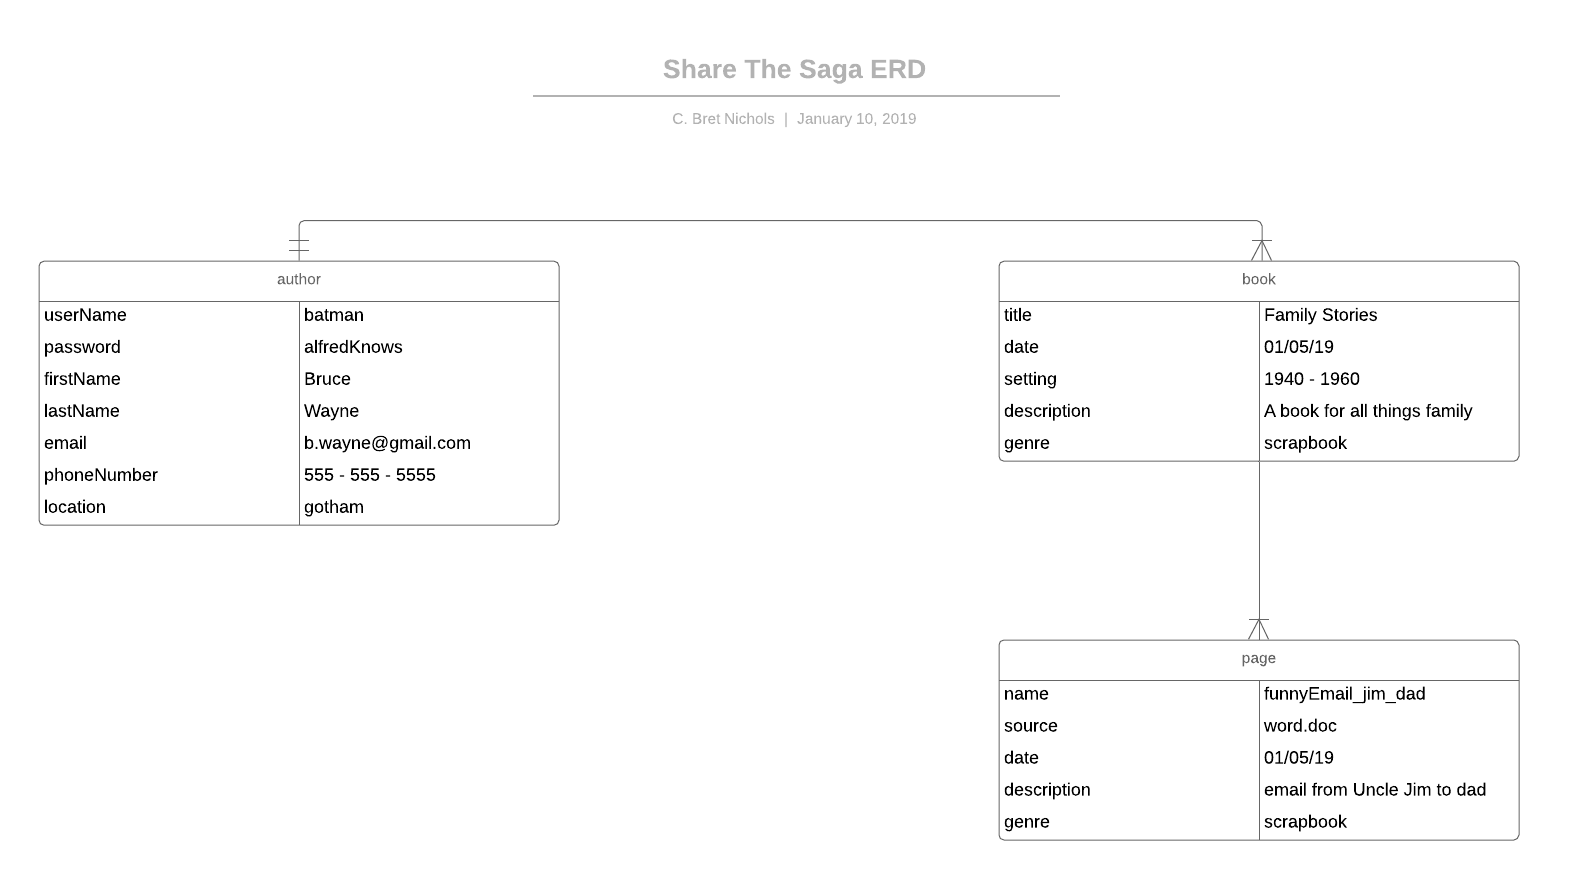 Share The Saga ERD
C. Bret Nichols | January 10, 2019
author
userName batman
password alfredKnows
firstName Bruce
lastName Wayne
email b.wayne@gmail.com
phoneNumber 555 - 555 - 5555
location gotham
book
title Family Stories
date 01/05/19
setting 1940 - 1960
description A book for all things family
genre scrapbook
page
name funnyEmail_jim_dad
source word.doc
date 01/05/19
description email from Uncle Jim to dad
genre scrapbook